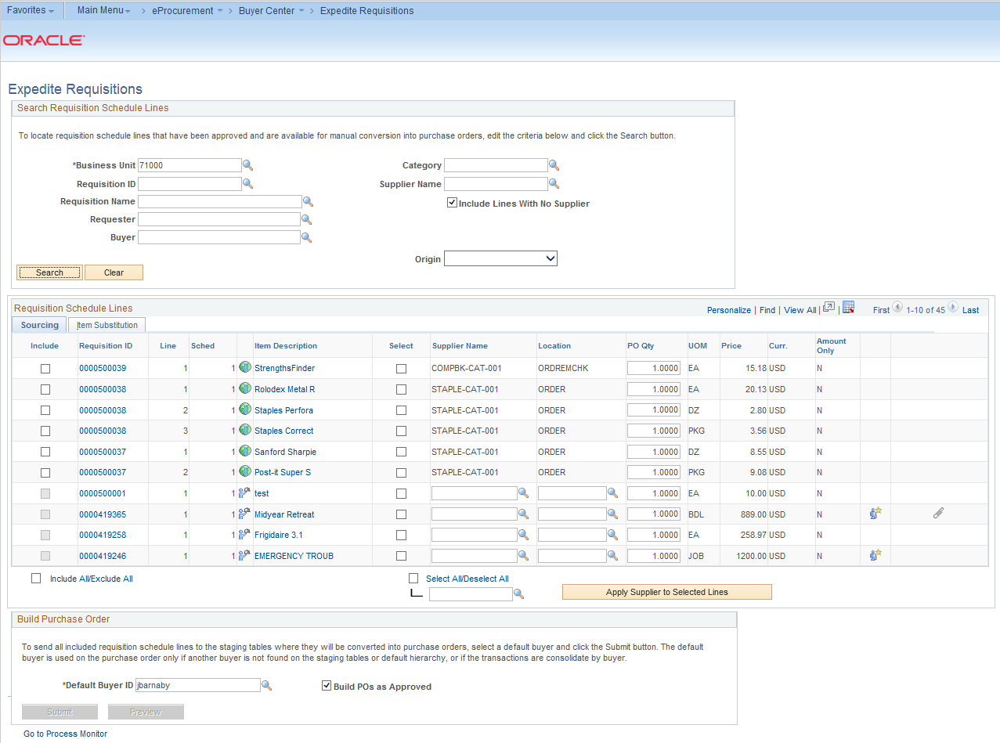 Favorites Main Menu > eProcurement > Buyer Center > Expedite Requisitions
ORACLE
Expedite Requisitions
Search Requisition Schedule Lines
To locate requisition schedule lines that have been approved and are available for manual conversion into purchase orders, edit the criteria below and click the Search button.
*Business Unit 71000 Category
Requisition ID Supplier Name
Requisition Name Include Lines With No Supplier
Requester
Buyer
Origin
Search Clear
Requisition Schedule Lines Personalize | Find | View All | | First 1-10 of 45 Last
Sourcing Item Substitution
Include Requisition ID Line Sched Item Description Select Supplier Name Location PO Qty UOM Price Curr. Amount Only
0000500039 1 1 StrengthsFinder COMPBK-CAT-001 ORDREMCHK 1.0000 EA 15.18 USD N
0000500038 1 1 Rolodex Metal R STAPLE-CAT-001 ORDER 1.0000 EA 20.13 USD N
0000500038 2 1 Staples Perfora STAPLE-CAT-001 ORDER 1.0000 DZ 2.80 USD N
0000500038 3 1 Staples Correct STAPLE-CAT-001 ORDER 1.0000 PKG 3.56 USD N
0000500037 1 1 Sanford Sharpie STAPLE-CAT-001 ORDER 1.0000 DZ 8.55 USD N
0000500037 2 1 Post-it Super S STAPLE-CAT-001 ORDER 1.0000 PKG 9.08 USD N
0000500001 1 1 test 1.0000 EA 10.00 USD N
0000419365 1 1 Midyear Retreat 1.0000 BDL 889.00 USD N
0000419258 1 1 Frigidaire 3.1 1.0000 EA 258.97 USD N
0000419246 1 1 EMERGENCY TROUB 1.0000 JOB 1200.00 USD N
Include All/Exclude All Select All/Deselect All
Apply Supplier to Selected Lines
Build Purchase Order
To send all included requisition schedule lines to the staging tables where they will be converted into purchase orders, select a default buyer and click the Submit button. The default
buyer is used on the purchase order only if another buyer is not found on the staging tables or default hierarchy, or if the transactions are consolidate by buyer.
*Default Buyer ID jbarnaby Build POs as Approved
Submit Preview
Go to Process Monitor